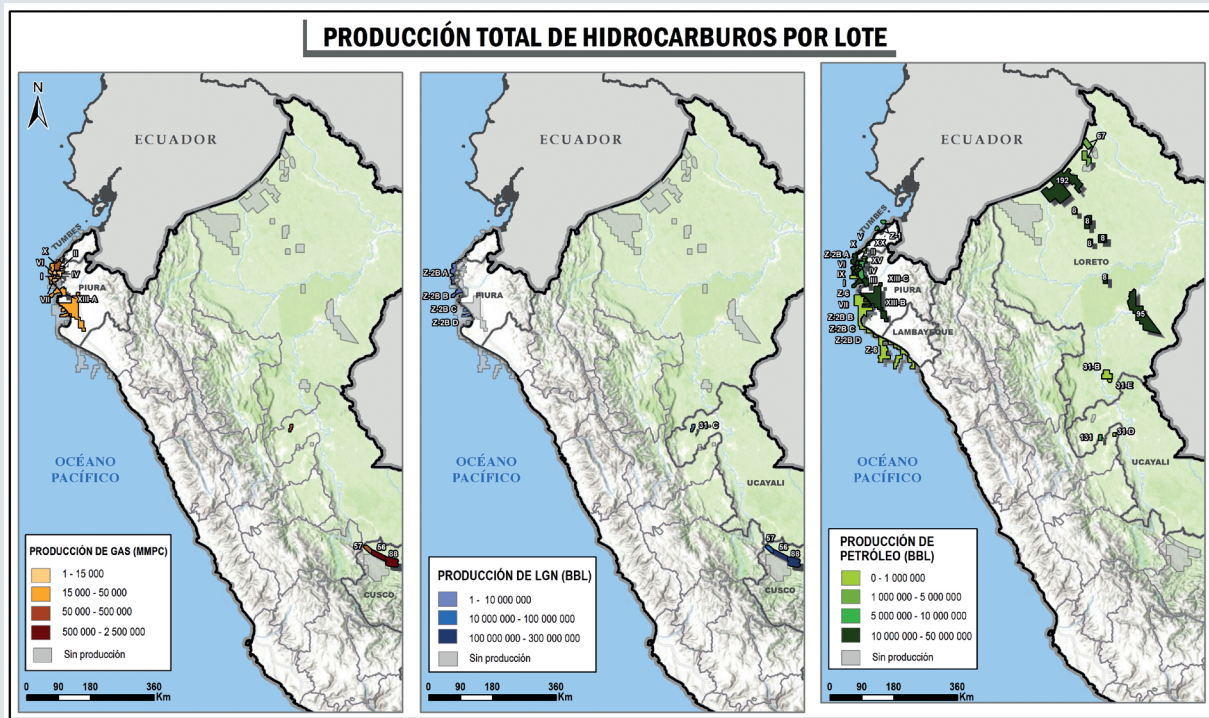 PRODUCCIÓN TOTAL DE HIDROCARBUROS POR LOTE
N
ECUADOR
TUMBES
X
II
VI
I
IV
PIURA
VII
XIII-A
OCÉANO
PACÍFICO
57
56
88
CUSCO
PRODUCCIÓN DE GAS (MMPC)
1 - 15 000
15 000 - 50 000
50 000 - 500 000
500 000 - 2 500 000
Sin producción
0 90 180 360
Km
ECUADOR
Z-2B A
Z-2B B
PIURA
Z-2B C
Z-2B D
31-C
OCÉANO
PACÍFICO
UCAYALI
57
56
88
CUSCO
PRODUCCIÓN DE LGN (BBL)
1 - 10 000 000
10 000 000 - 100 000 000
100 000 000 - 300 000 000
Sin producción
0 90 180 360
Km
ECUADOR
67
192
TUMBES
8
8
Z-1
X
XX
8
8
II
Z-2B A
XV
VI
LORETO
IV
IX
III
XIII-C
8
I
PIURA
Z-6
VII
XIII-B
95
Z-2B B
Z-2B C
LAMBAYEQUE
Z-2B D
Z-6
31-B
31-E
131
31-D
OCÉANO
PACÍFICO
UCAYALI
PRODUCCIÓN DE
PETRÓLEO (BBL)
0 - 1 000 000
1 000 000 - 5 000 000
5 000 000 - 10 000 000
10 000 000 - 50 000 000
Sin producción
0 90 180 360
Km